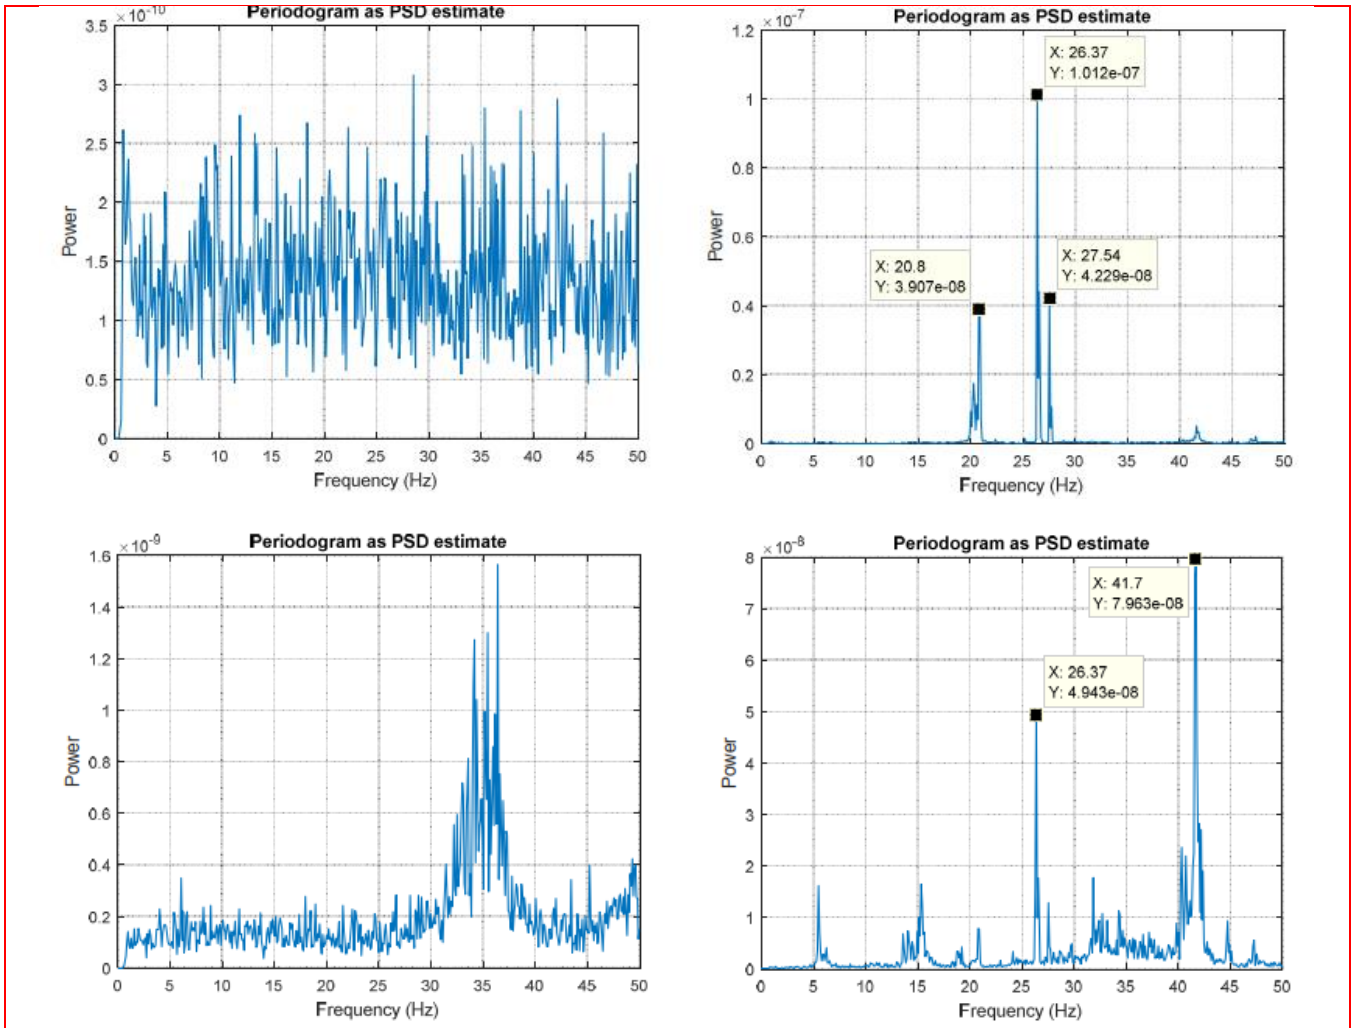 Periodogram as PSD estimate
×10⁻¹⁰
3.5
3
2.5
2
1.5
1
0.5
0
Power
0 5 10 15 20 25 30 35 40 45 50
Frequency (Hz)
Periodogram as PSD estimate
×10⁻⁷
1.2
1
0.8
0.6
0.4
0.2
0
Power
X: 26.37
Y: 1.012e-07
X: 20.8
Y: 3.907e-08
X: 27.54
Y: 4.229e-08
0 5 10 15 20 25 30 35 40 45 50
Frequency (Hz)
Periodogram as PSD estimate
×10⁻⁹
1.6
1.4
1.2
1
0.8
0.6
0.4
0.2
0
Power
0 5 10 15 20 25 30 35 40 45 50
Frequency (Hz)
Periodogram as PSD estimate
×10⁻⁸
8
7
6
5
4
3
2
1
0
Power
X: 41.7
Y: 7.963e-08
X: 26.37
Y: 4.943e-08
0 5 10 15 20 25 30 35 40 45 50
Frequency (Hz)